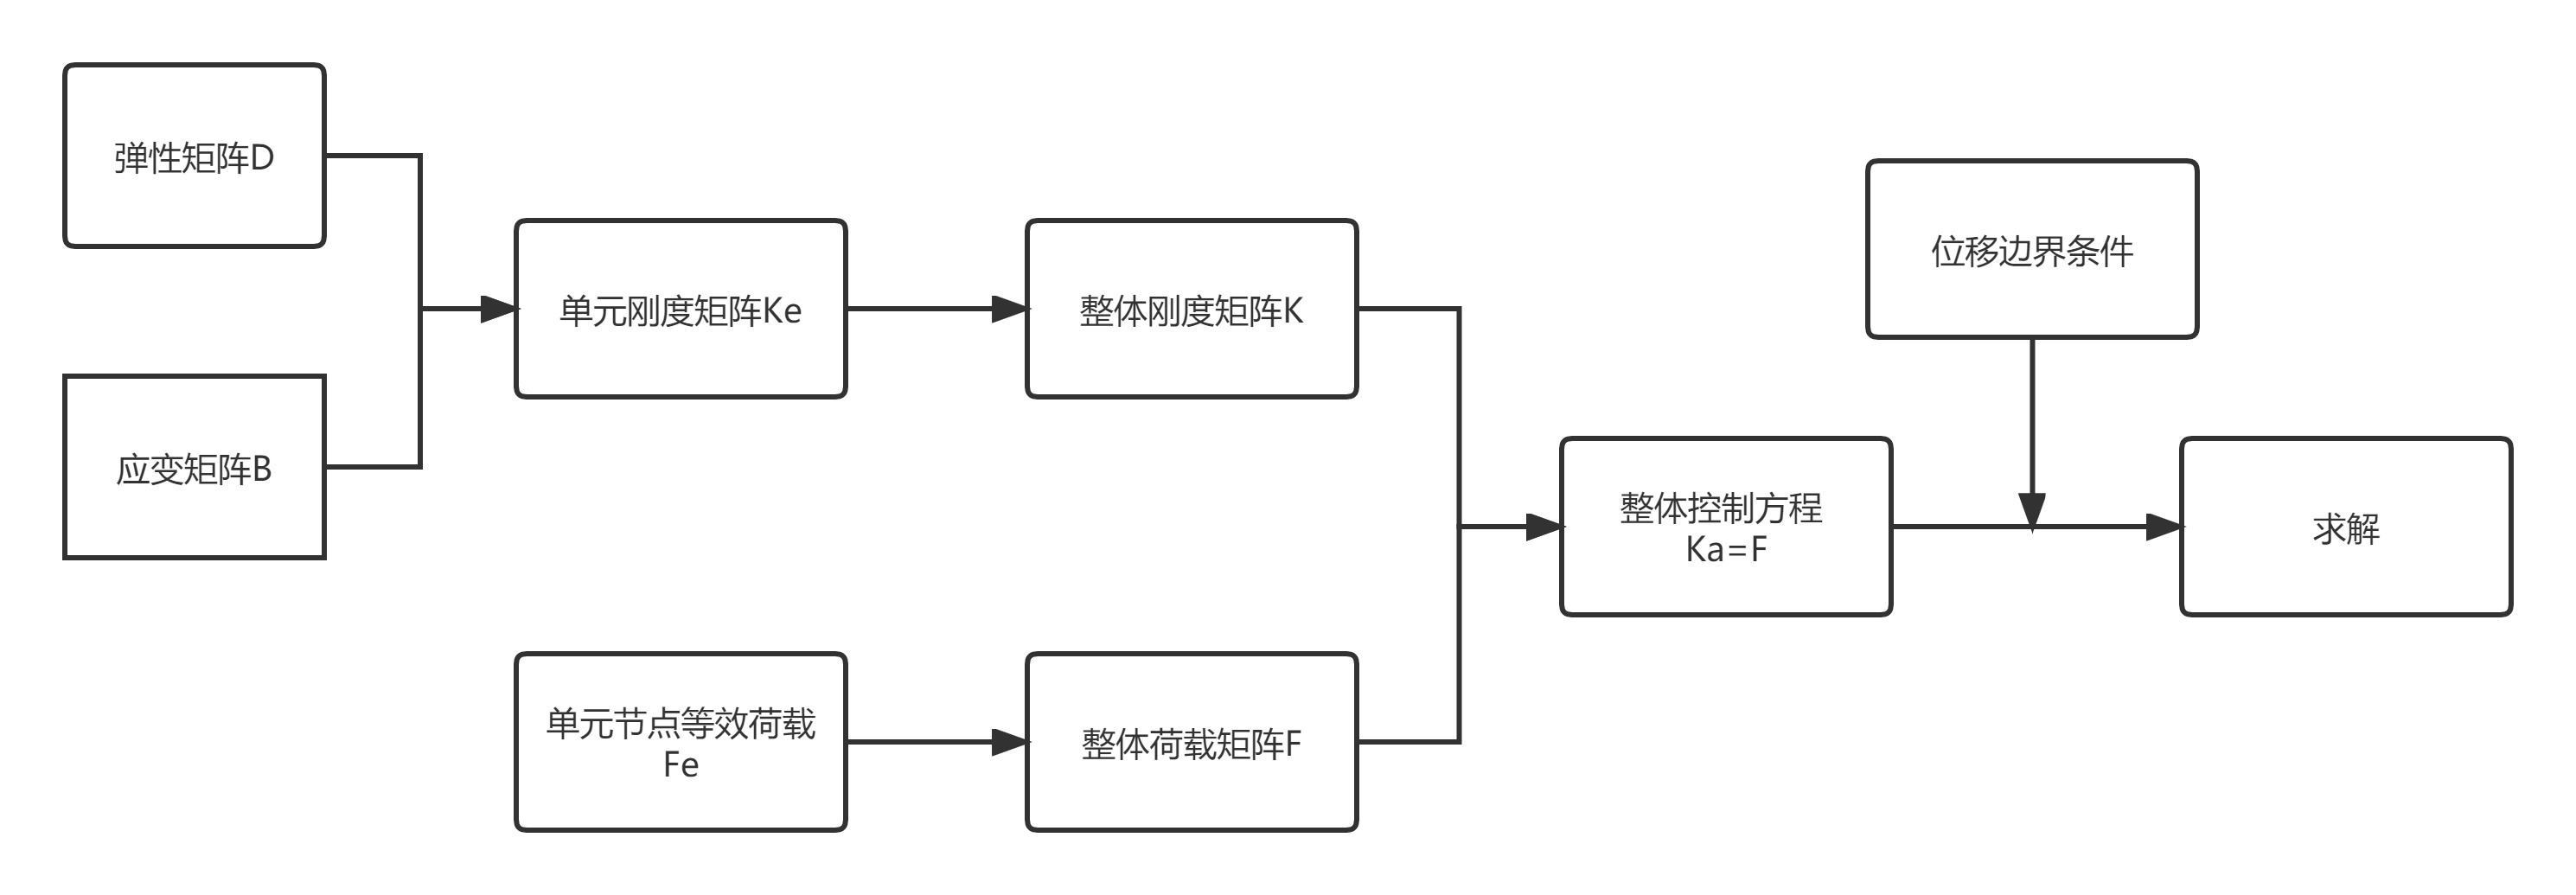 弹性矩阵D
应变矩阵B
单元刚度矩阵Ke
整体刚度矩阵K
单元节点等效荷载
Fe
整体荷载矩阵F
整体控制方程
Ka=F
位移边界条件
求解